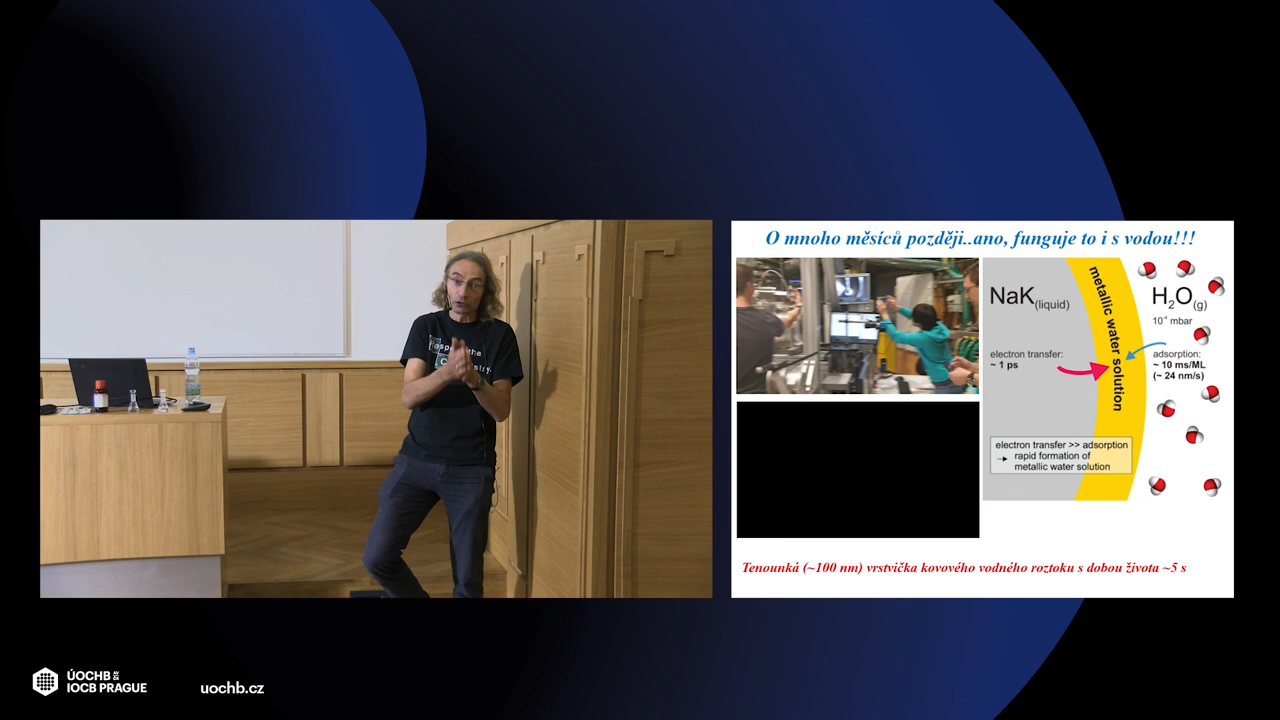 O mnoho měsíců později..ano, funguje to i s vodou!!!
NaK(liquid)
metallic water solution
H2O(g)
10⁻⁴ mbar
electron transfer:
~ 1 ps
adsorption:
~ 10 ms/ML
(~ 24 nm/s)
electron transfer >> adsorption
→ rapid formation of
metallic water solution
Tenounká (~100 nm) vrstvička kovového vodného roztoku s dobou života ~5 s
ÚOCHB AV ČR
IOCB PRAGUE
uochb.cz